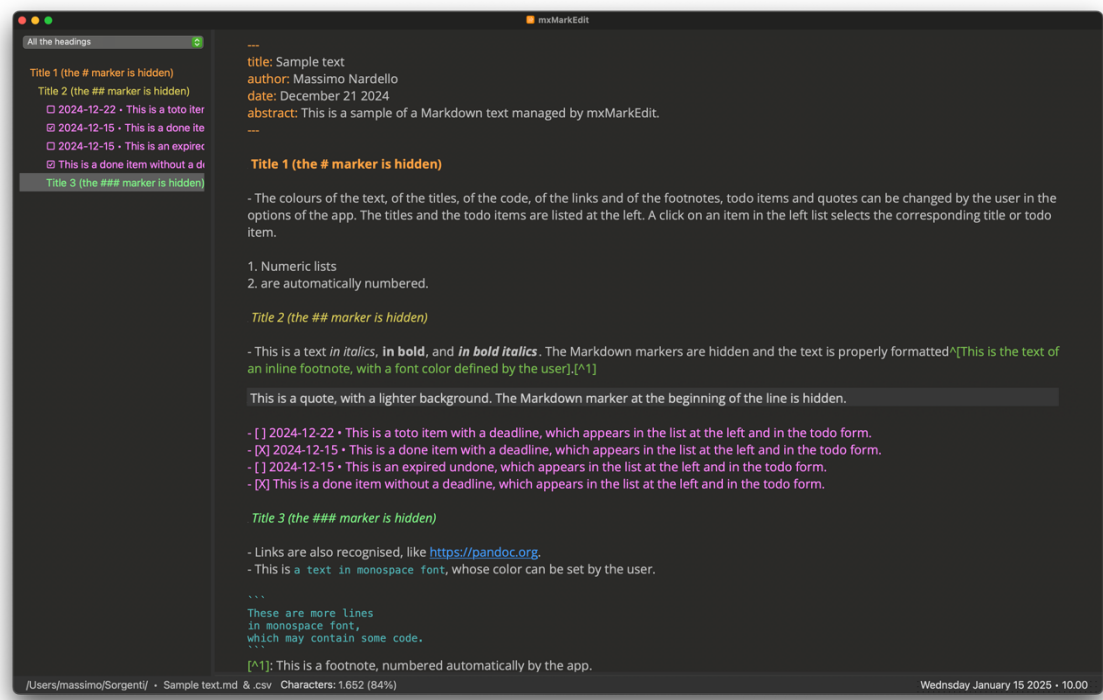 mxMarkEdit
All the headings
Title 1 (the # marker is hidden)
Title 2 (the ## marker is hidden)
☐ 2024-12-22 • This is a toto iter
☑ 2024-12-15 • This is a done ite
☐ 2024-12-15 • This is an expired
☑ This is a done item without a de
Title 3 (the ### marker is hidden)
---
title: Sample text
author: Massimo Nardello
date: December 21 2024
abstract: This is a sample of a Markdown text managed by mxMarkEdit.
---
Title 1 (the # marker is hidden)
- The colours of the text, of the titles, of the code, of the links and of the footnotes, todo items and quotes can be changed by the user in the
options of the app. The titles and the todo items are listed at the left. A click on an item in the left list selects the corresponding title or todo
item.
1. Numeric lists
2. are automatically numbered.
Title 2 (the ## marker is hidden)
- This is a text in italics, in bold, and in bold italics. The Markdown markers are hidden and the text is properly formatted^[This is the text of
an inline footnote, with a font color defined by the user].[^1]
This is a quote, with a lighter background. The Markdown marker at the beginning of the line is hidden.
- [ ] 2024-12-22 • This is a toto item with a deadline, which appears in the list at the left and in the todo form.
- [X] 2024-12-15 • This is a done item with a deadline, which appears in the list at the left and in the todo form.
- [ ] 2024-12-15 • This is an expired undone, which appears in the list at the left and in the todo form.
- [X] This is a done item without a deadline, which appears in the list at the left and in the todo form.
Title 3 (the ### marker is hidden)
- Links are also recognised, like https://pandoc.org.
- This is a text in monospace font, whose color can be set by the user.
```
These are more lines
in monospace font,
which may contain some code.
```
[^1]: This is a footnote, numbered automatically by the app.
/Users/massimo/Sorgenti/ • Sample text.md & .csv Characters: 1.652 (84%)
Wednsday January 15 2025 • 10.00